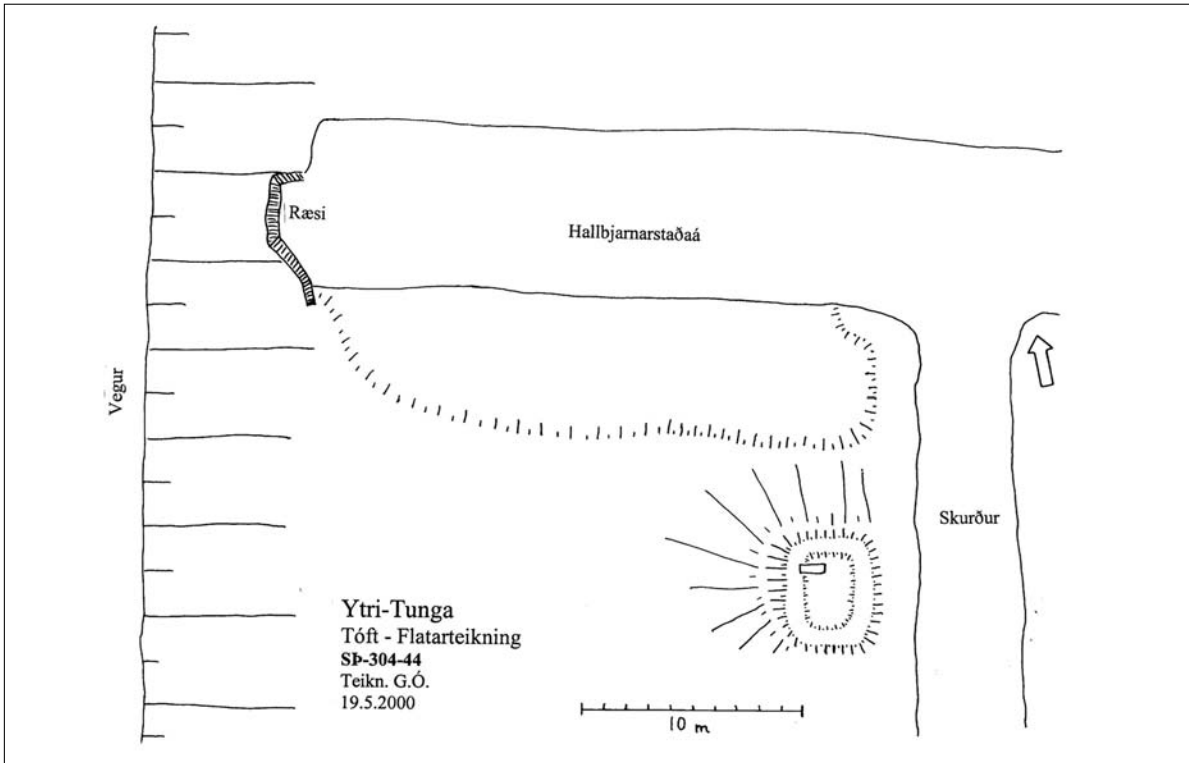 Ræsi
Hallbjarnarstaðaá
Vegur
Skurður
Ytri-Tunga
Tóft - Flatarteikning
SÞ-304-44
Teikn. G.Ó.
19.5.2000
10 m